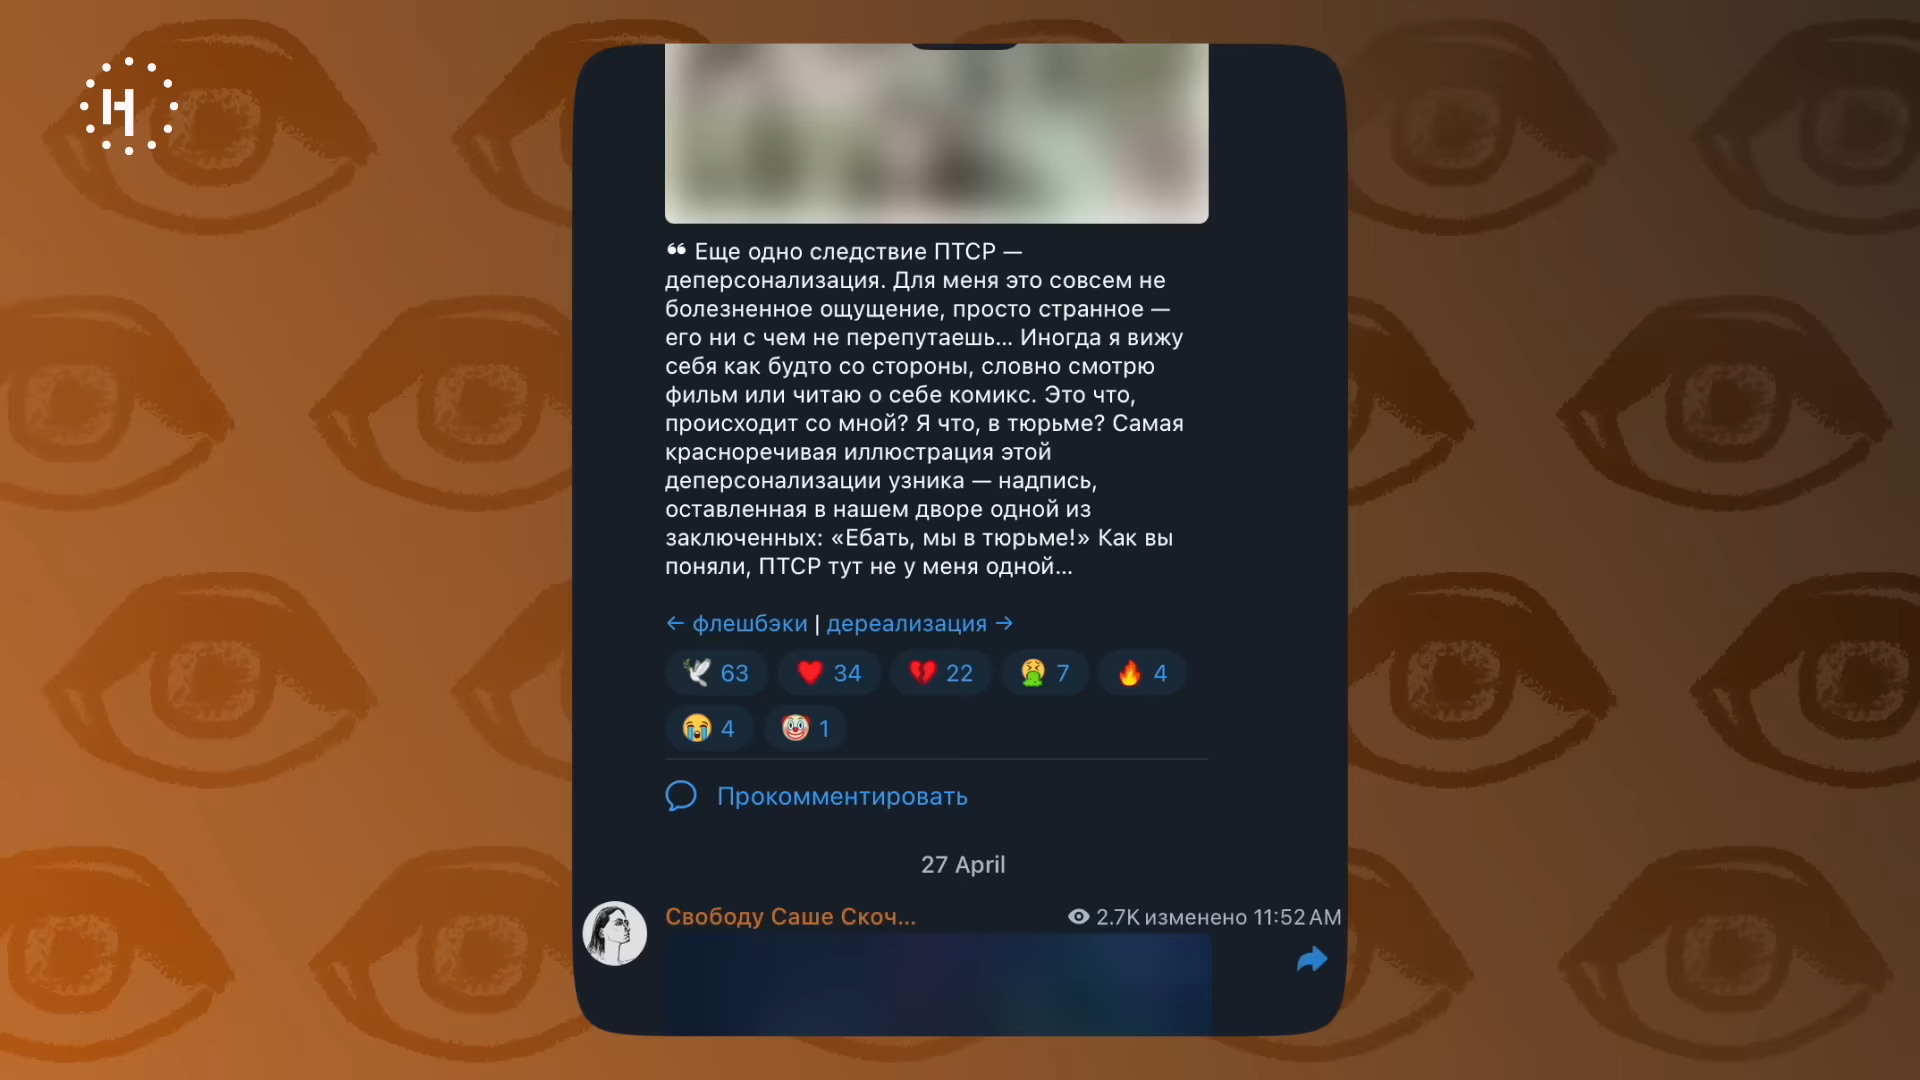 H
❝ Еще одно следствие ПТСР —
деперсонализация. Для меня это совсем не
болезненное ощущение, просто странное —
его ни с чем не перепутаешь... Иногда я вижу
себя как будто со стороны, словно смотрю
фильм или читаю о себе комикс. Это что,
происходит со мной? Я что, в тюрьме? Самая
красноречивая иллюстрация этой
деперсонализации узника — надпись,
оставленная в нашем дворе одной из
заключенных: «Ебать, мы в тюрьме!» Как вы
поняли, ПТСР тут не у меня одной...
← флешбэки | дереализация →
🕊 63 ❤️ 34 💔 22 🤮 7 🔥 4
😭 4 🤡 1
Прокомментировать
27 April
Свободу Саше Скоч... 2.7K изменено 11:52 AM